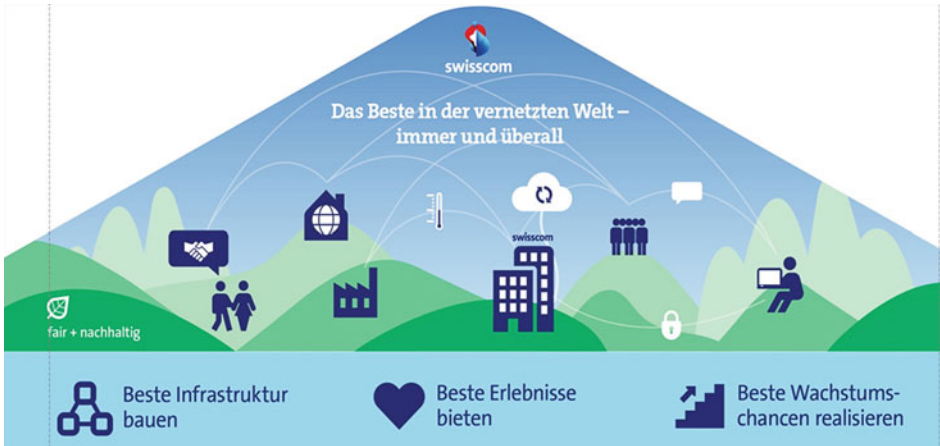 swisscom
Das Beste in der vernetzten Welt –
immer und überall
swisscom
fair + nachhaltig
Beste Infrastruktur
bauen
Beste Erlebnisse
bieten
Beste Wachstums-
chancen realisieren